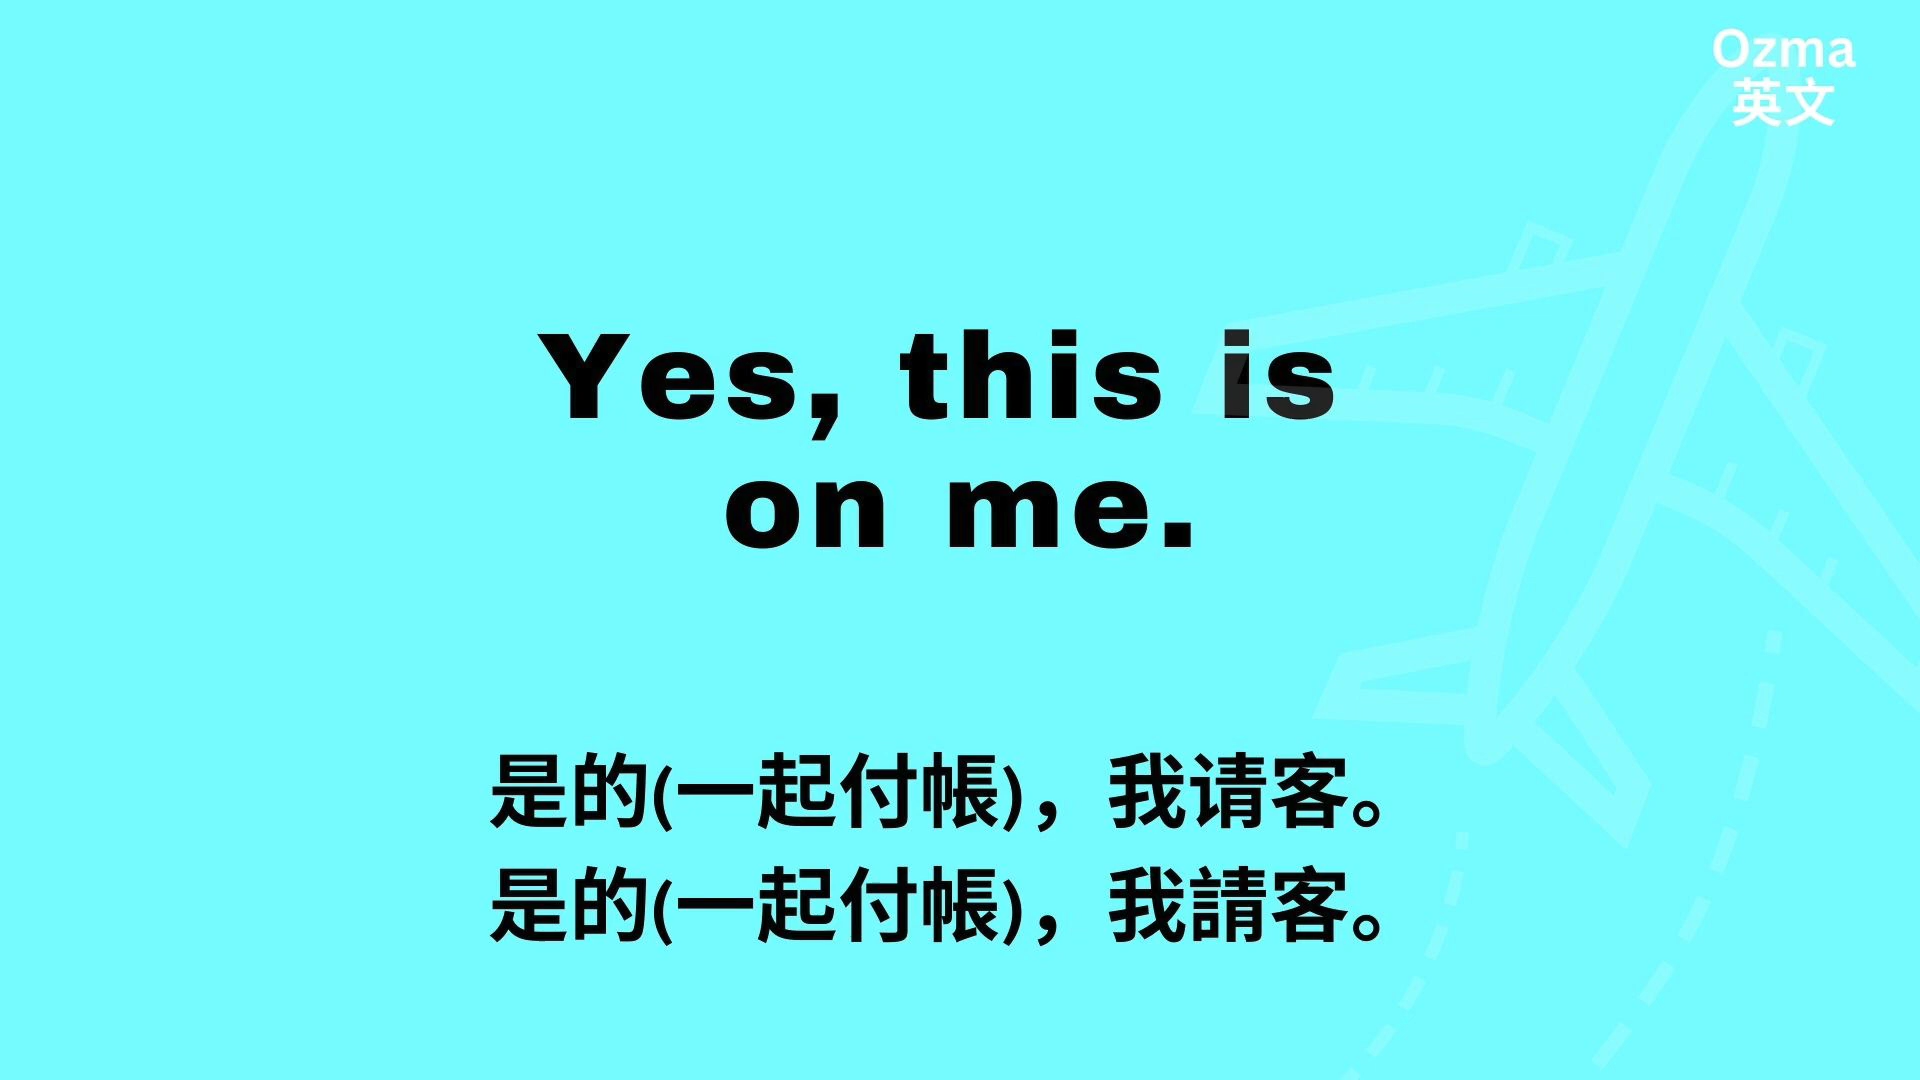 Ozma
英文
Yes, this is
on me.
是的(一起付帳)，我请客。
是的(一起付帳)，我請客。